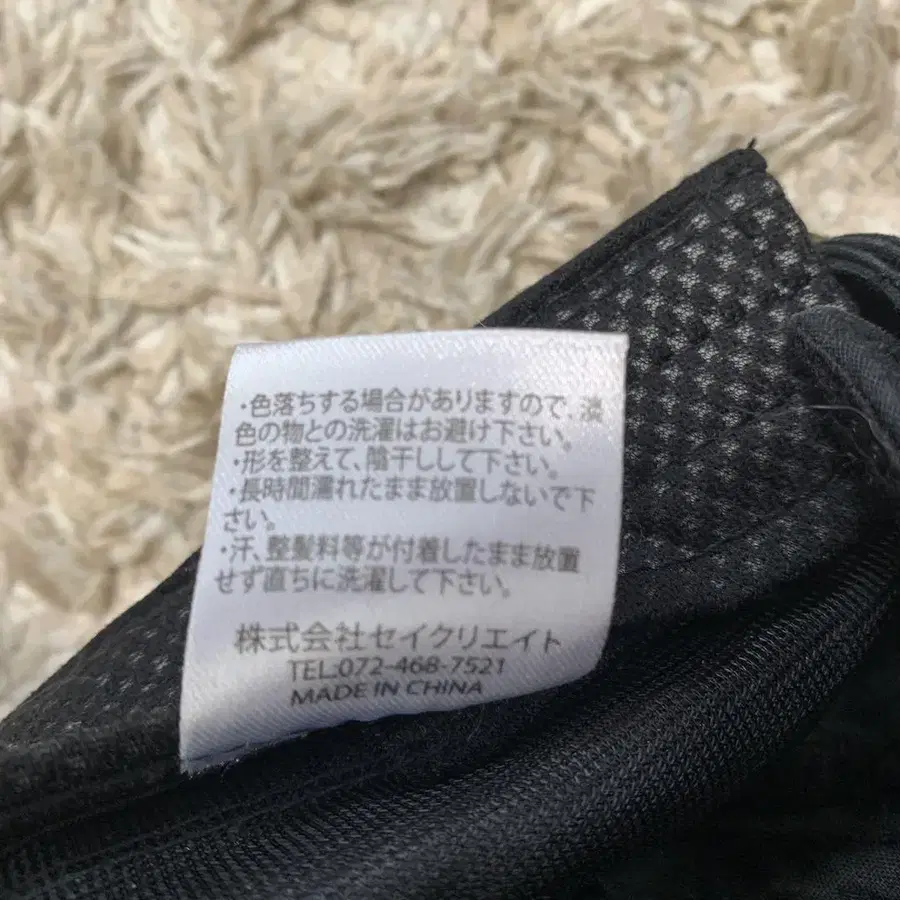 ・色落ちする場合がありますので、淡
色の物との洗濯はお避け下さい。
・形を整えて、陰干しして下さい。
・長時間濡れたまま放置しないで下
さい。
・汗、整髪料等が付着したまま放置
せず直ちに洗濯して下さい。
株式会社セイクリエイト
TEL.072-468-7521
MADE IN CHINA